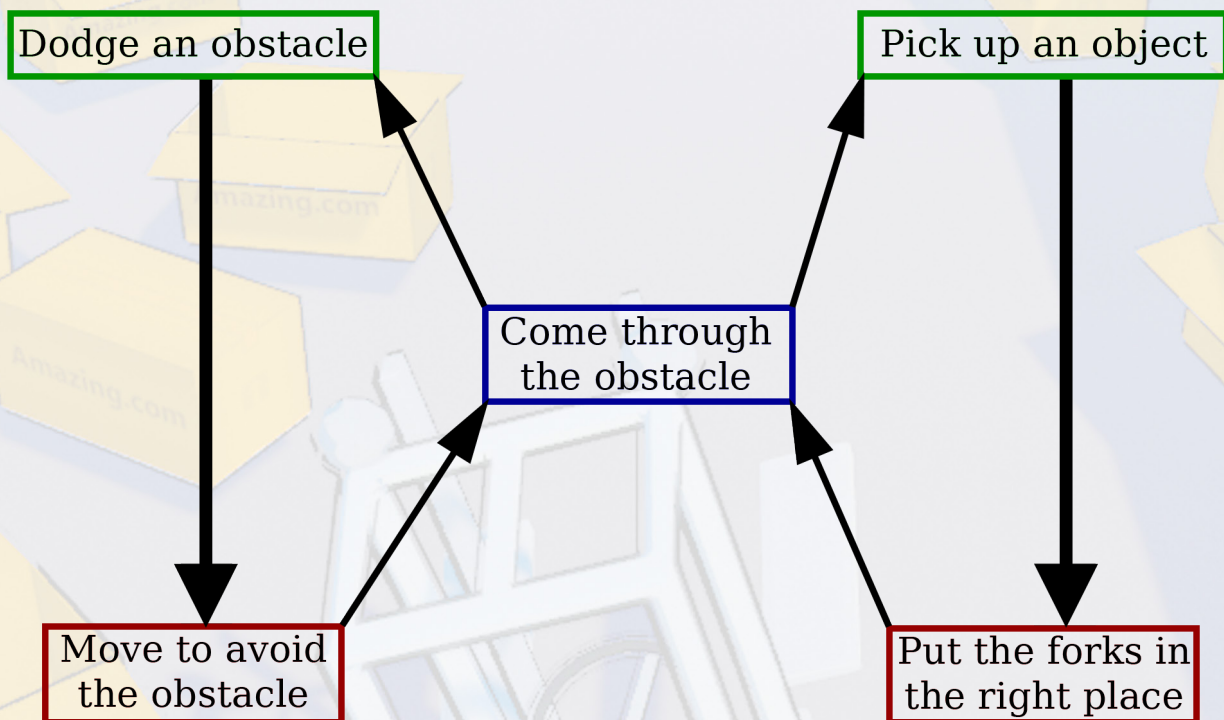 Dodge an obstacle
Pick up an object
Amazing.com
Come through
the obstacle
Amazing.com
Move to avoid
the obstacle
Put the forks in
the right place